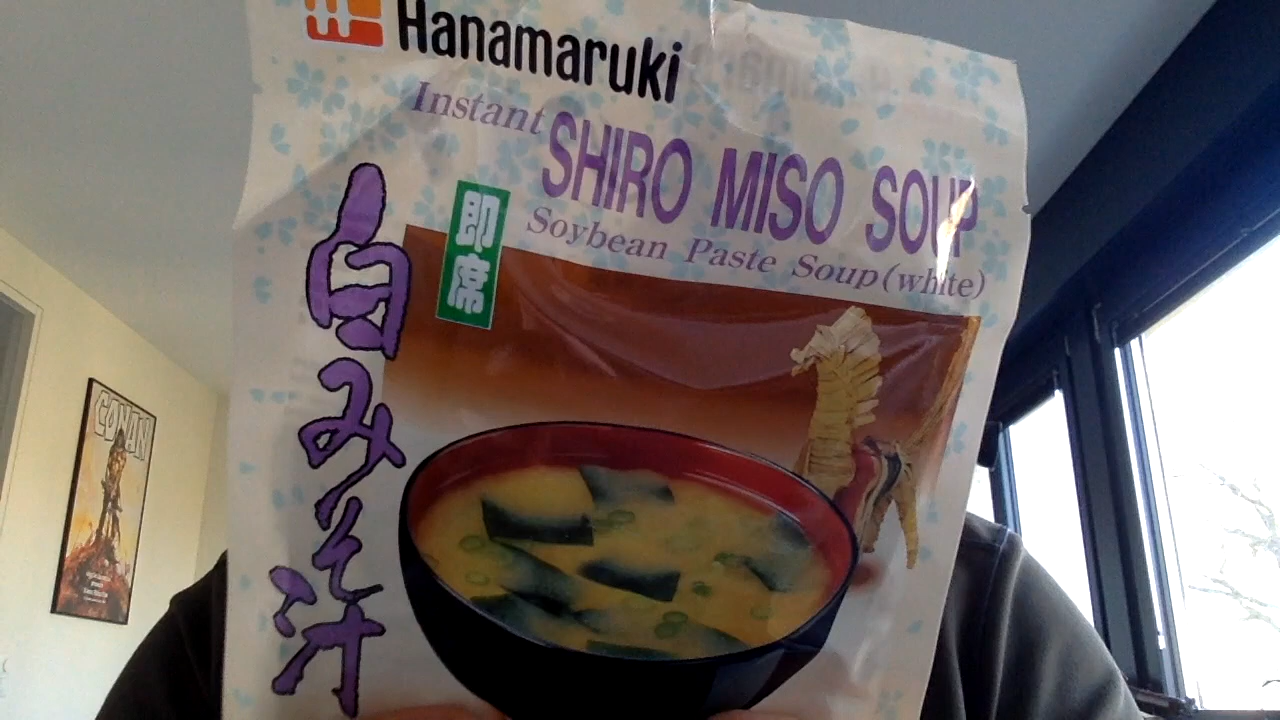 Hanamaruki
Instant SHIRO MISO SOUP
Soybean Paste Soup (white)
即席
白みそ汁
CONAN